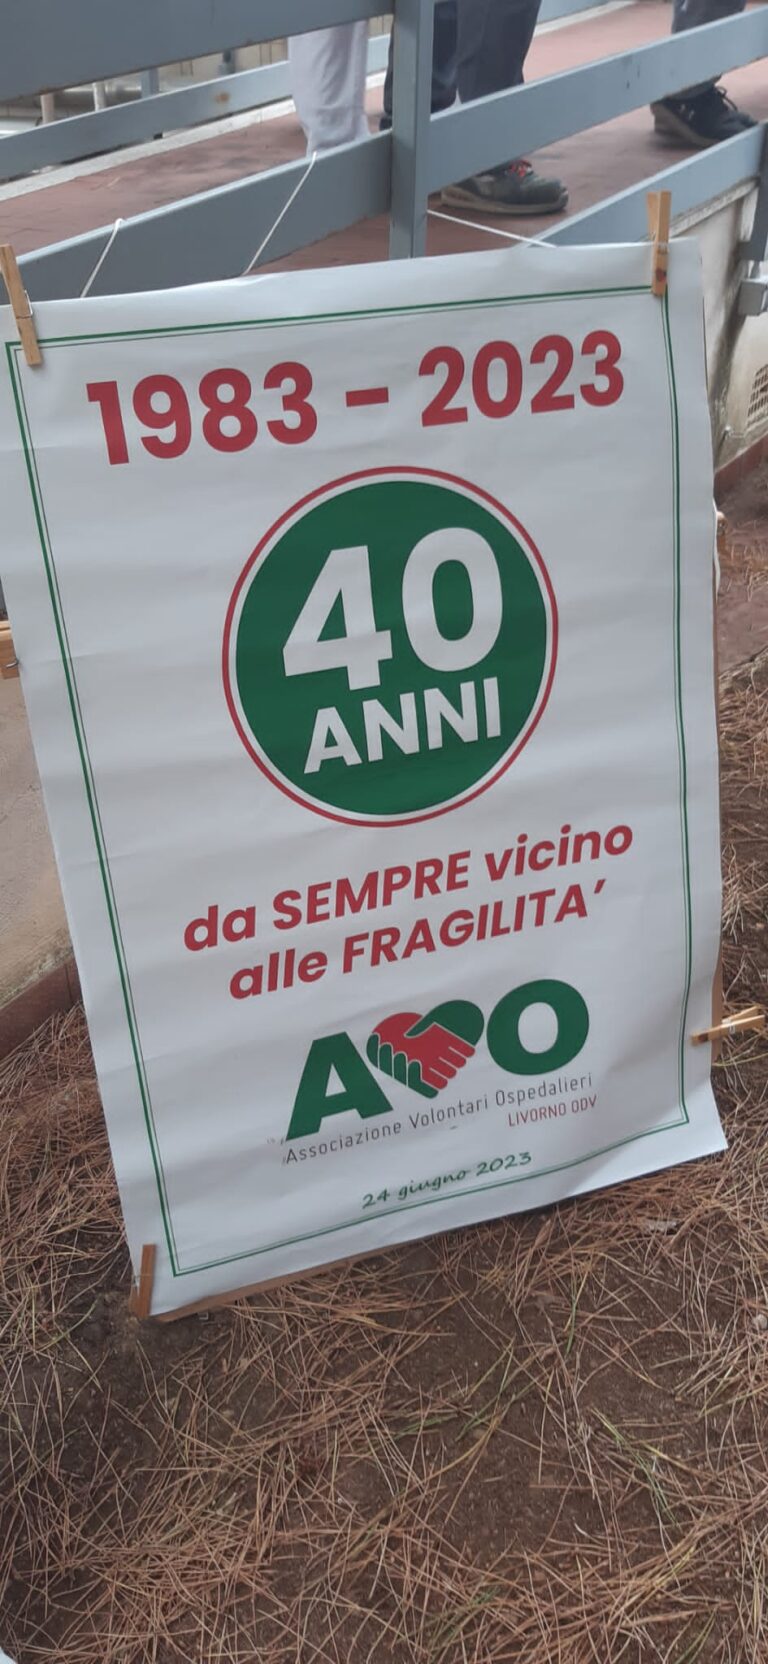 1983 - 2023
40
ANNI
da SEMPRE vicino
alle FRAGILITA'
AVO
Associazione Volontari Ospedalieri
LIVORNO ODV
24 giugno 2023